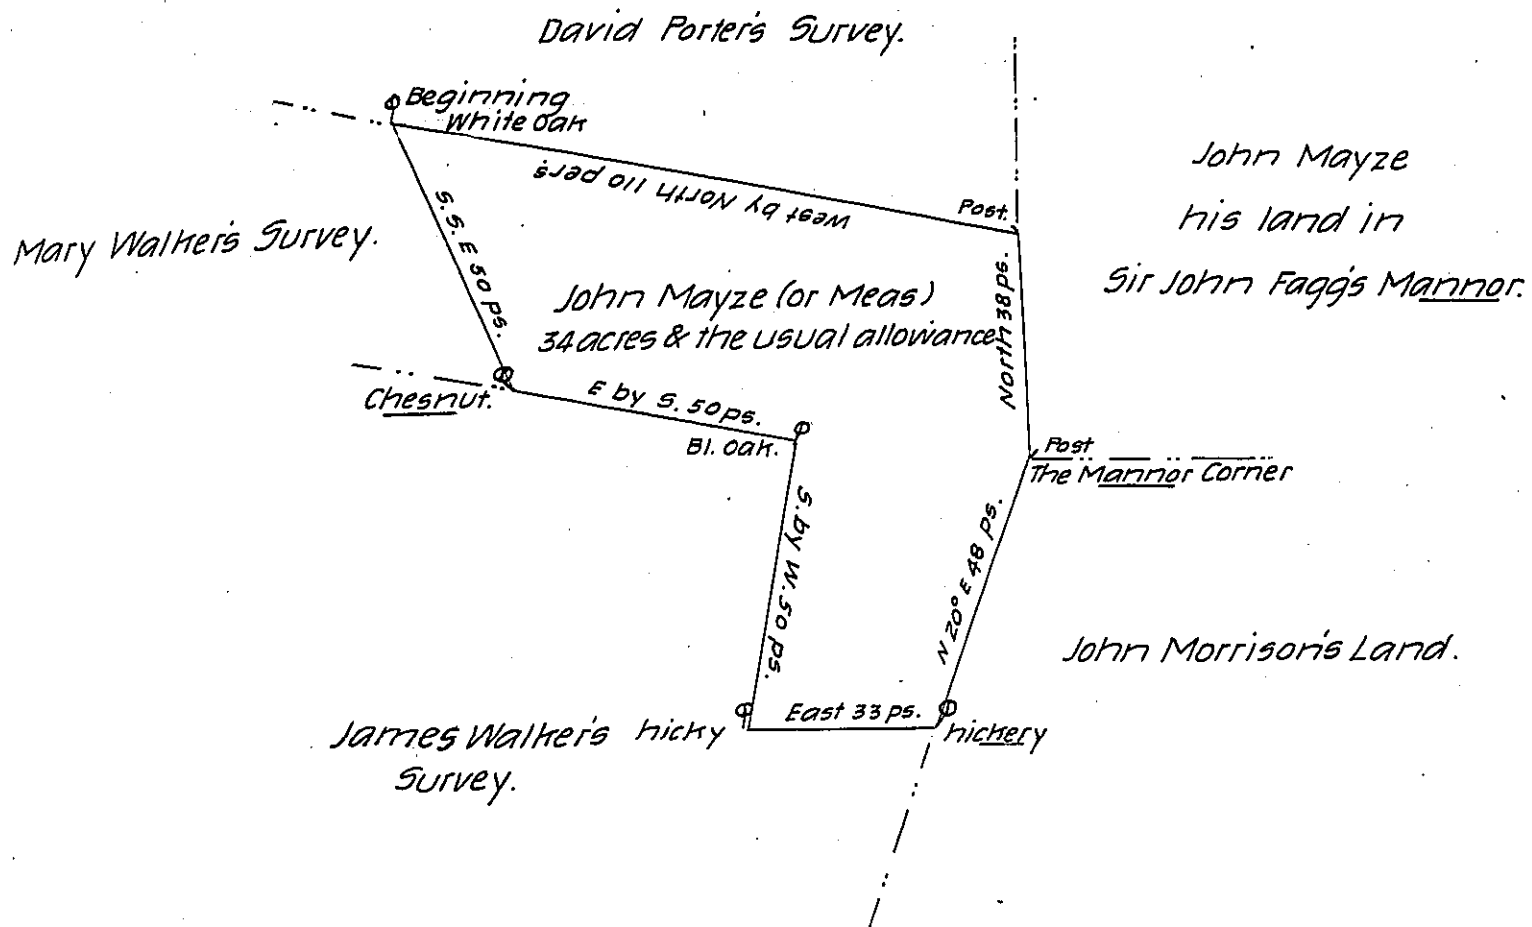 David Porter's Survey.
Beginning
White Oak
West by North 110 pers
Post.
John Mayze
his land in
Sir John Fagg's Mannor.
Mary Walker's Survey.
S. S. E 50 ps.
John Mayze (or Meas)
34 acres & the usual allowance
North 38 ps.
Chesnut.
E by S. 50 ps.
Bl. Oak.
Post
The Mannor Corner
S. by W. 50 ps.
N 20° E 48 ps.
John Morrison's Land.
East 33 ps.
James Walker's
Survey.
hicky
hickery